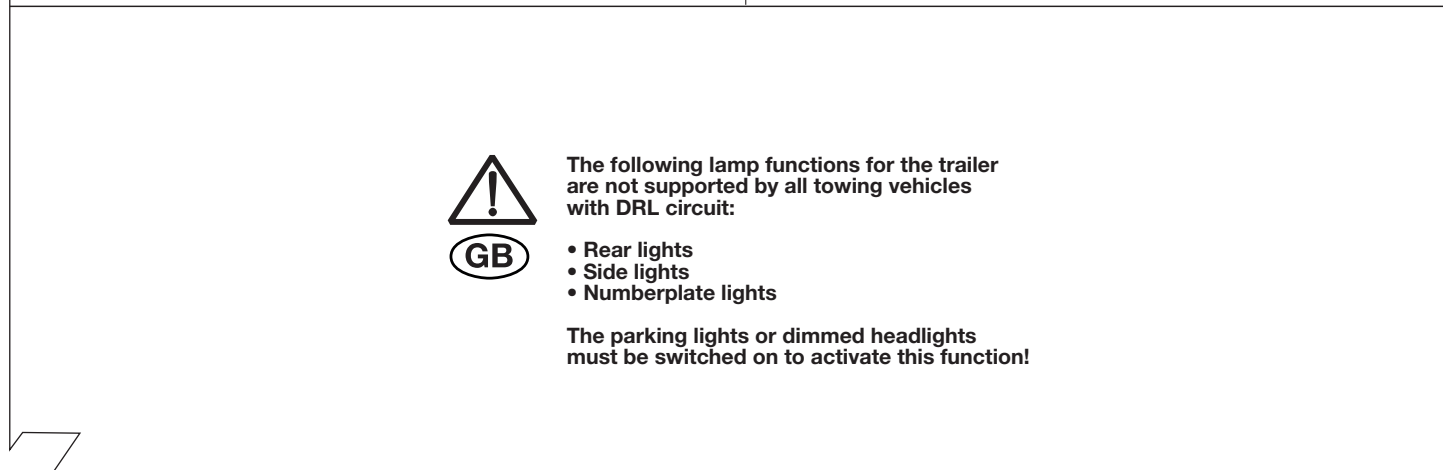 The following lamp functions for the trailer
are not supported by all towing vehicles
with DRL circuit:
GB
• Rear lights
• Side lights
• Numberplate lights
The parking lights or dimmed headlights
must be switched on to activate this function!